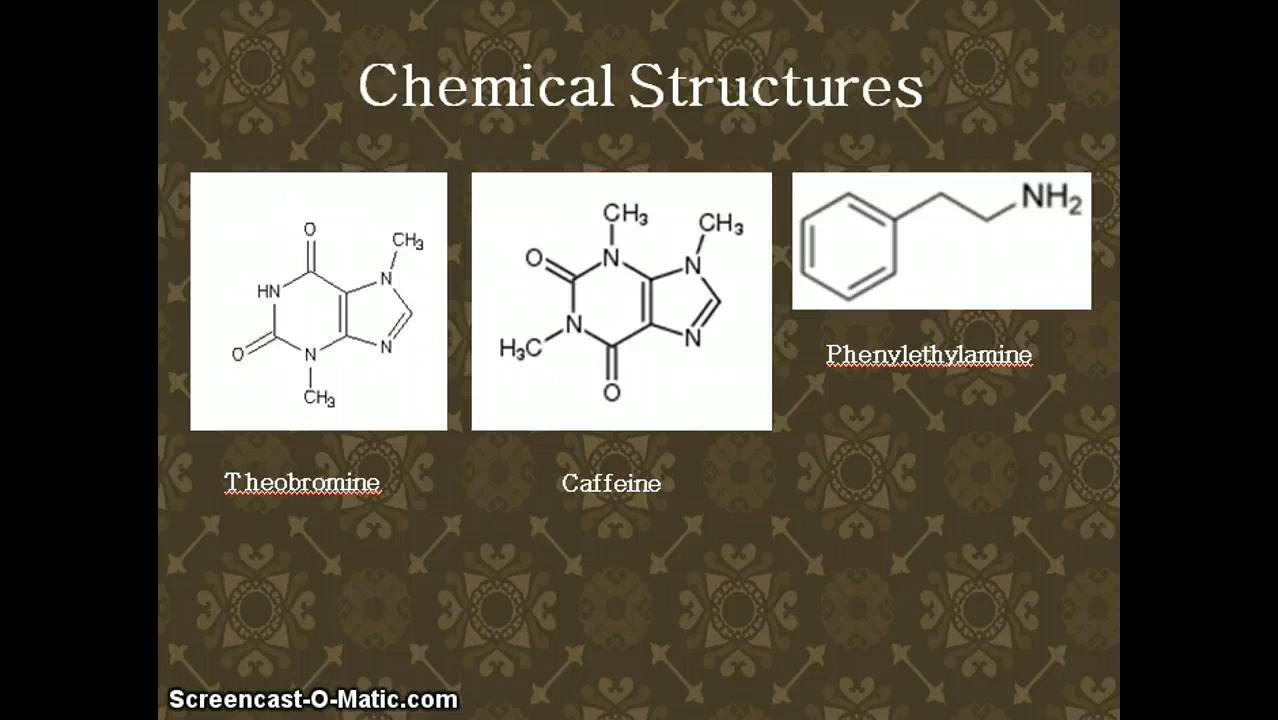 Chemical Structures
O
CH₃
HN
N
O
N
N
CH₃
CH₃
CH₃
O
N
N
N
N
H₃C
O
NH₂
Phenylethylamine
Theobromine
Caffeine
Screencast-O-Matic.com